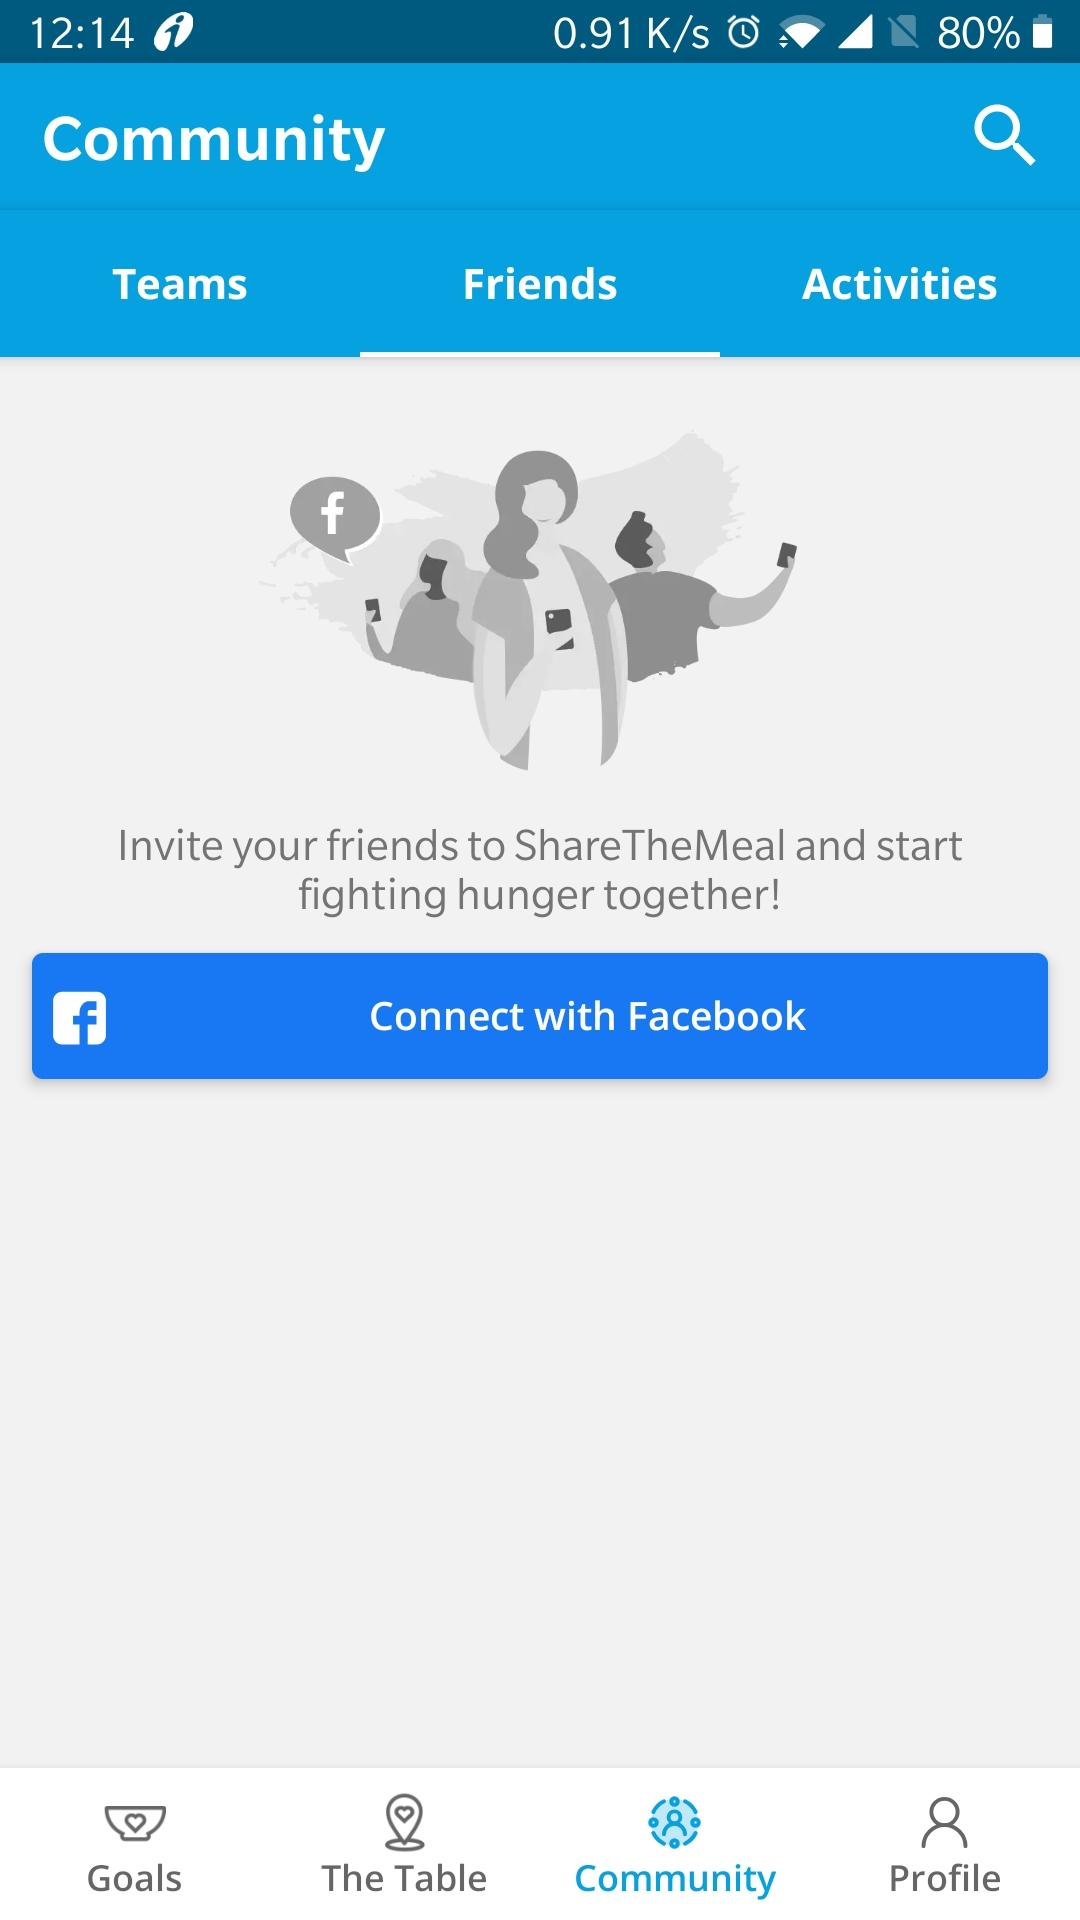 12:14 0.91 K/s 80%
Community
Teams Friends Activities
Invite your friends to ShareTheMeal and start
fighting hunger together!
Connect with Facebook
Goals The Table Community Profile